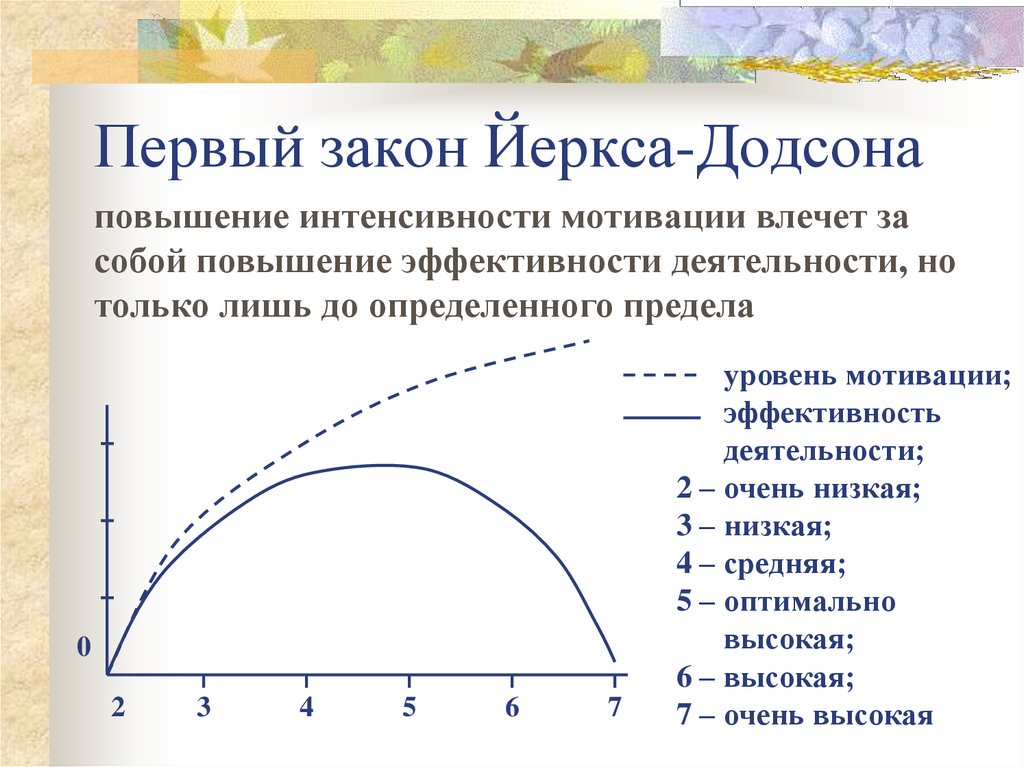 Первый закон Йеркса-Додсона
повышение интенсивности мотивации влечет за
собой повышение эффективности деятельности, но
только лишь до определенного предела
уровень мотивации;
эффективность
деятельности;
2 – очень низкая;
3 – низкая;
4 – средняя;
5 – оптимально
высокая;
6 – высокая;
7 – очень высокая
0
2 3 4 5 6 7